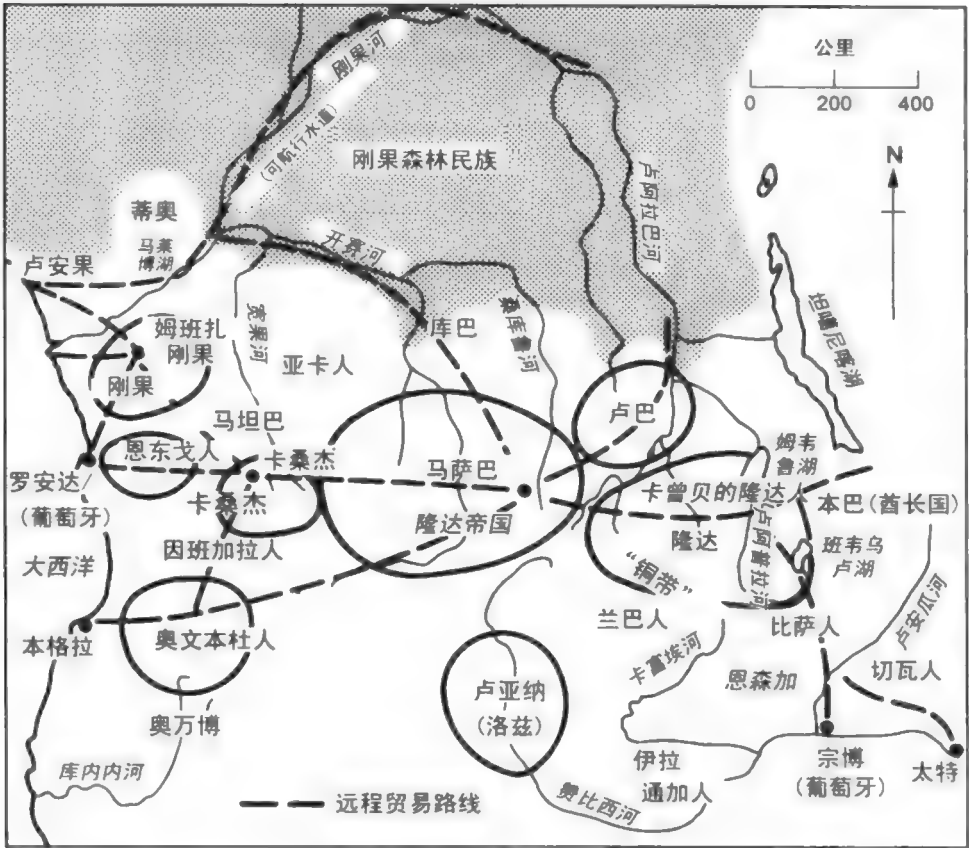 公里
0 200 400
N
刚果河
(可航行水道)
刚果森林民族
卢阿拉巴河
蒂奥
马莱
博湖
开赛河
卢安果
坦噶尼喀湖
姆班扎
刚果
刚果
宽果河
亚卡人
库巴
桑库鲁河
卢巴
马坦巴
恩东戈人
卡桑杰
卡桑杰
马萨巴
姆韦
鲁湖
罗安达/
(葡萄牙)
卡曾贝的隆达人
本巴(酋长国)
隆达帝国
隆达
卢阿普拉河
班韦乌
卢湖
大西洋
因班加拉人
“铜带”
兰巴人
比萨人
卢安瓜河
本格拉
奥文本杜人
卡富埃河
恩森加
切瓦人
卢亚纳
(洛兹)
奥万博
库内内河
伊拉
通加人
宗博
(葡萄牙)
太特
赞比西河
远程贸易路线